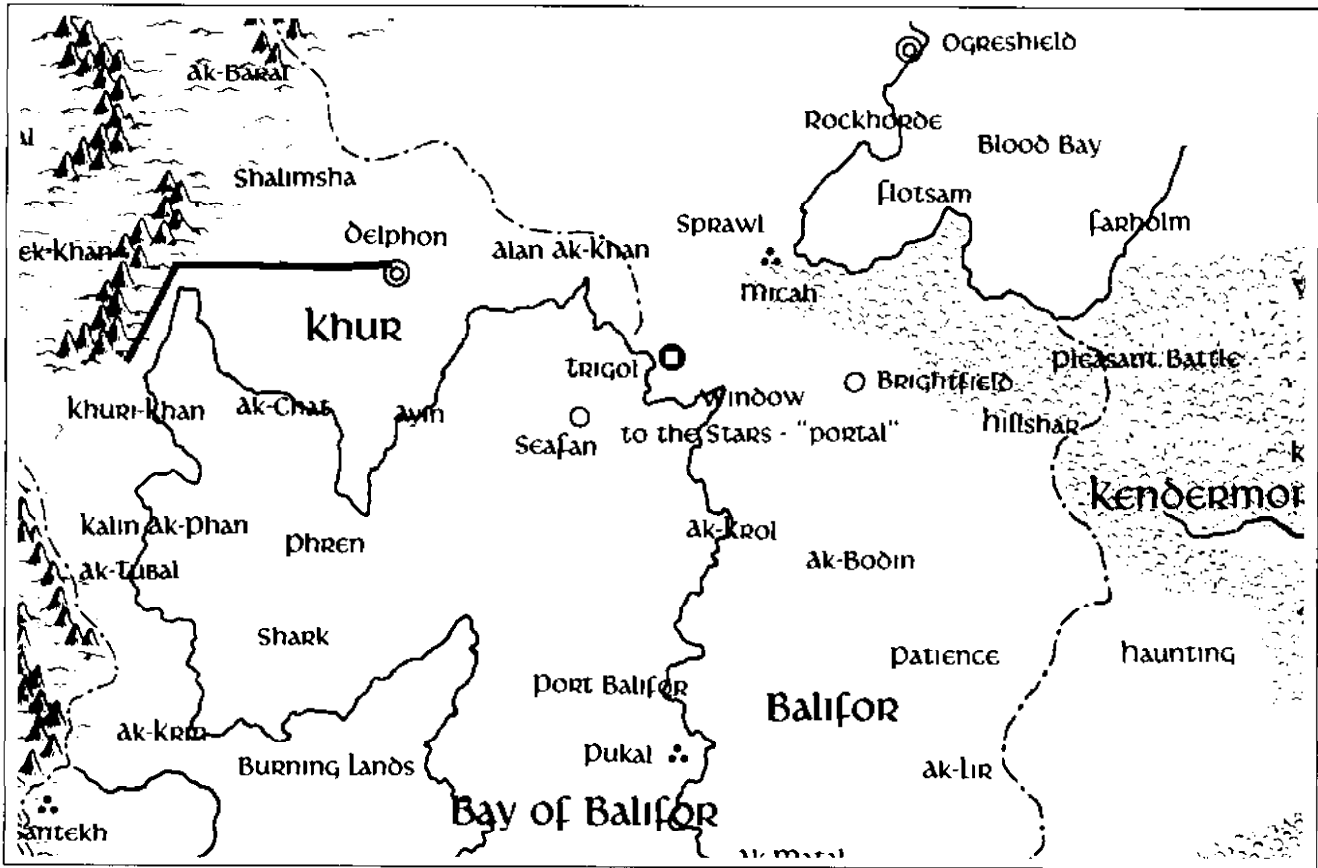 Ogreshield
ak-Baral
Rockhorde
Blood Bay
Shalimsha
Flotsam
Sprawl
Farholm
Delphon
Alan ak-Khan
ek-khan
Micah
Khur
Trigol
Pleasant. Battle
Brightfield
Khuri-khan
ak-Chat
ayin
Window
to the Stars - "portal"
Hillshar
Seafan
Kendermor
Kalin ak-Phan
Phren
ak-Krol
ak-Tubal
ak-Bodin
Shark
Patience
Haunting
Port Balifor
Balifor
ak-krin
Burning Lands
Pukal
ak-lir
Bay of Balifor
antekh
ak-Matal